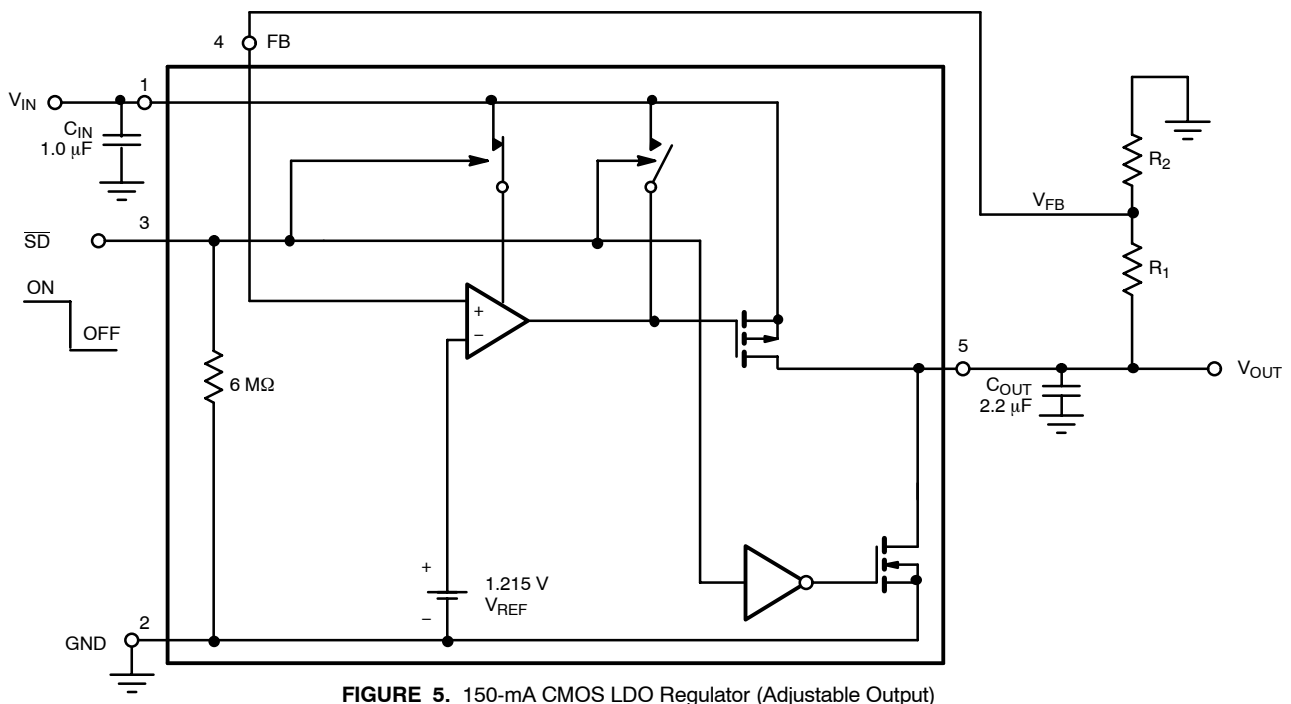 4 FB
V_IN 1
C_IN
1.0 µF
R_2
V_FB
3
SD
R_1
ON
OFF
+
−
5
V_OUT
C_OUT
2.2 µF
6 MΩ
+
1.215 V
V_REF
−
2
GND
FIGURE 5. 150-mA CMOS LDO Regulator (Adjustable Output)